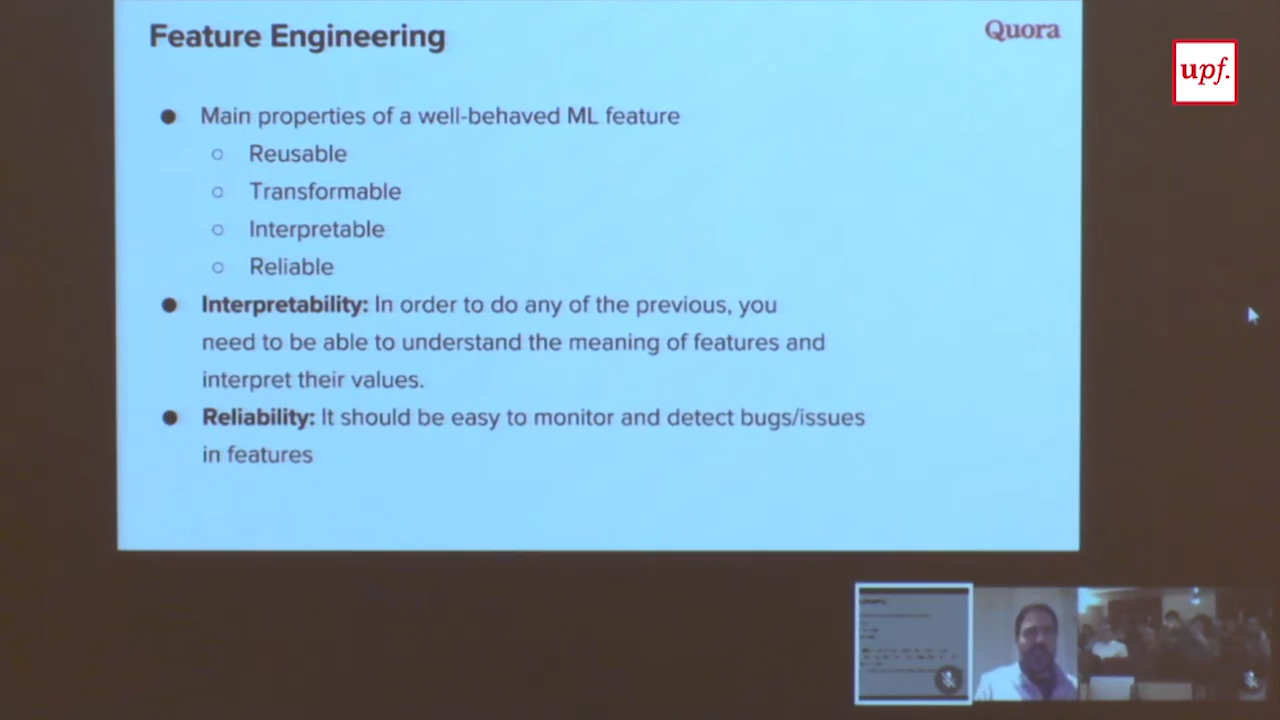 Feature Engineering
Quora
upf.
● Main properties of a well-behaved ML feature
○ Reusable
○ Transformable
○ Interpretable
○ Reliable
● Interpretability: In order to do any of the previous, you
need to be able to understand the meaning of features and
interpret their values.
● Reliability: It should be easy to monitor and detect bugs/issues
in features